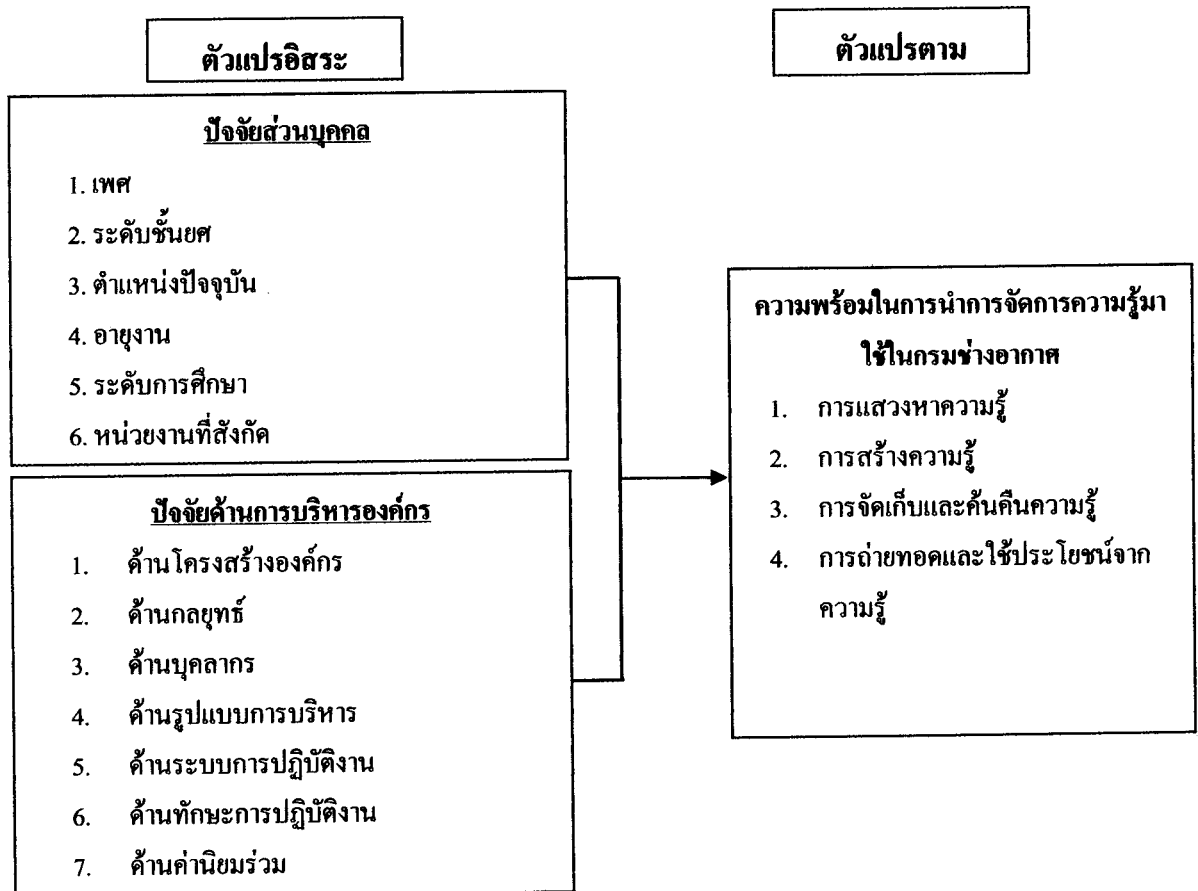 ตัวแปรอิสระ
ตัวแปรตาม
ปัจจัยส่วนบุคคล
1. เพศ
2. ระดับชั้นยศ
3. ตำแหน่งปัจจุบัน
4. อายุงาน
5. ระดับการศึกษา
6. หน่วยงานที่สังกัด
ปัจจัยด้านการบริหารองค์กร
1. ด้านโครงสร้างองค์กร
2. ด้านกลยุทธ์
3. ด้านบุคลากร
4. ด้านรูปแบบการบริหาร
5. ด้านระบบการปฏิบัติงาน
6. ด้านทักษะการปฏิบัติงาน
7. ด้านค่านิยมร่วม
ความพร้อมในการนำการจัดการความรู้มา
ใช้ในกรมช่างอากาศ
1. การแสวงหาความรู้
2. การสร้างความรู้
3. การจัดเก็บและค้นคืนความรู้
4. การถ่ายทอดและใช้ประโยชน์จาก
ความรู้